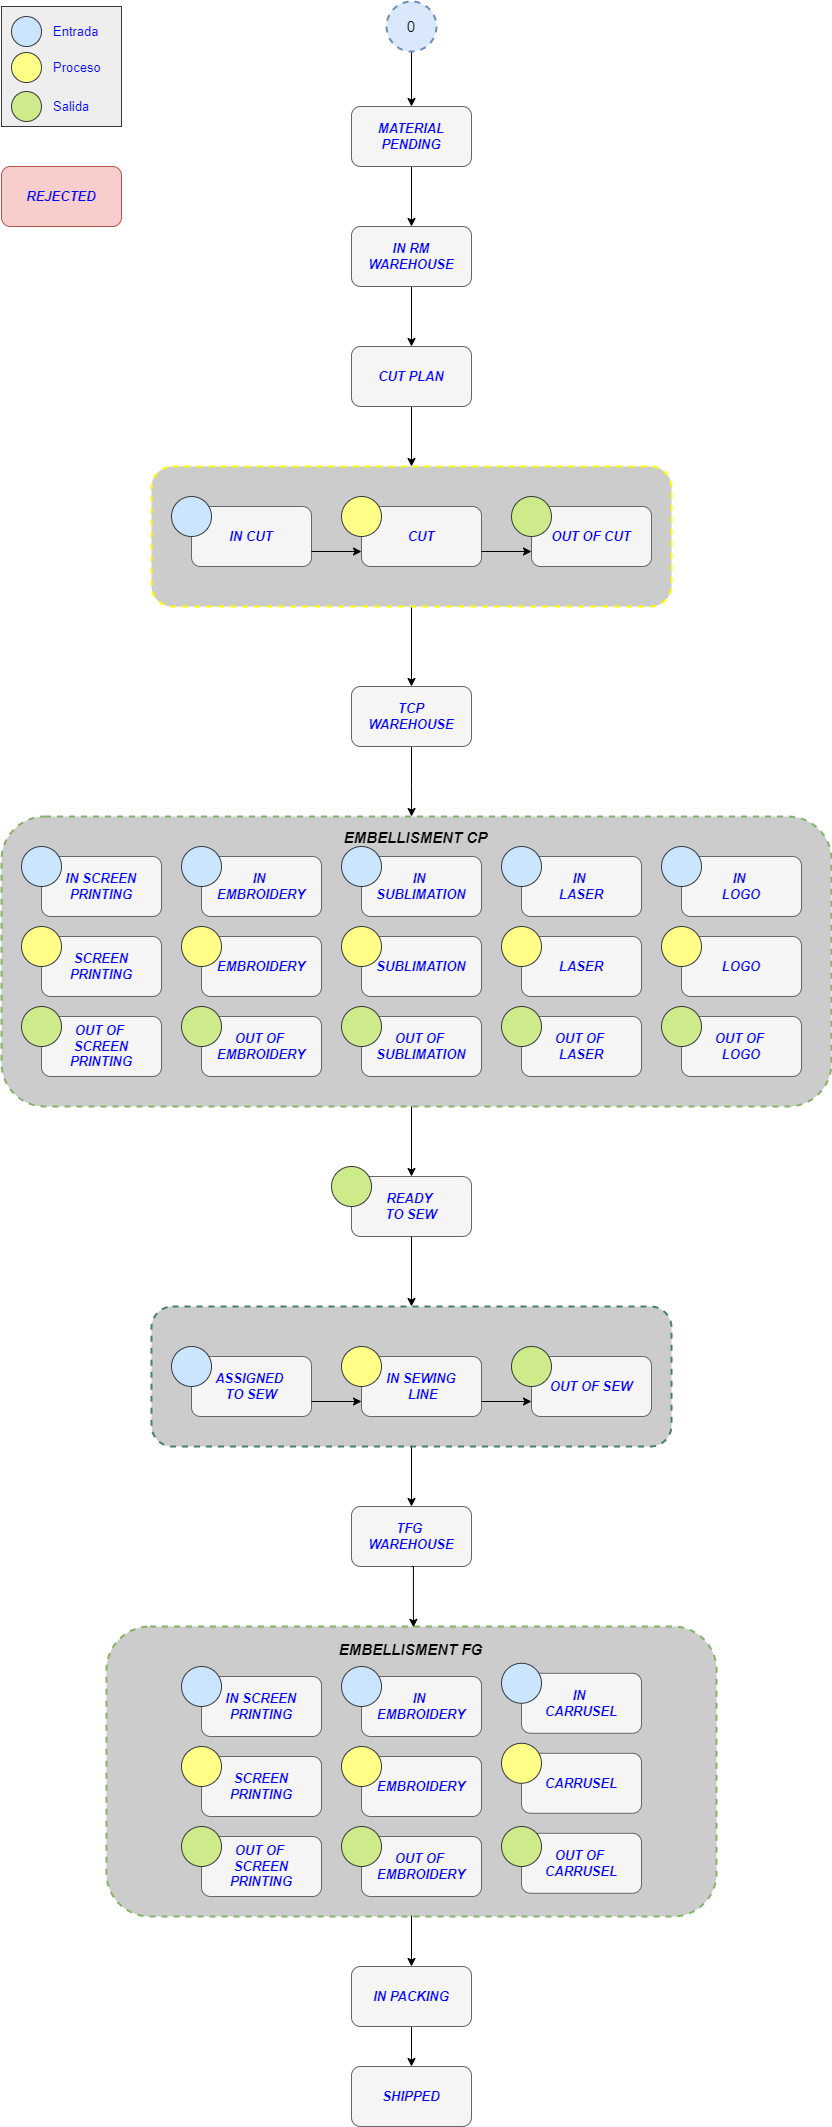 Entrada
Proceso
Salida
REJECTED
0
MATERIAL
PENDING
IN RM
WAREHOUSE
CUT PLAN
IN CUT
CUT
OUT OF CUT
TCP
WAREHOUSE
EMBELLISMENT CP
IN SCREEN
PRINTING
IN
EMBROIDERY
IN
SUBLIMATION
IN
LASER
IN
LOGO
SCREEN
PRINTING
EMBROIDERY
SUBLIMATION
LASER
LOGO
OUT OF
SCREEN
PRINTING
OUT OF
EMBROIDERY
OUT OF
SUBLIMATION
OUT OF
LASER
OUT OF
LOGO
READY
TO SEW
ASSIGNED
TO SEW
IN SEWING
LINE
OUT OF SEW
TFG
WAREHOUSE
EMBELLISMENT FG
IN SCREEN
PRINTING
IN
EMBROIDERY
IN
CARRUSEL
SCREEN
PRINTING
EMBROIDERY
CARRUSEL
OUT OF
SCREEN
PRINTING
OUT OF
EMBROIDERY
OUT OF
CARRUSEL
IN PACKING
SHIPPED